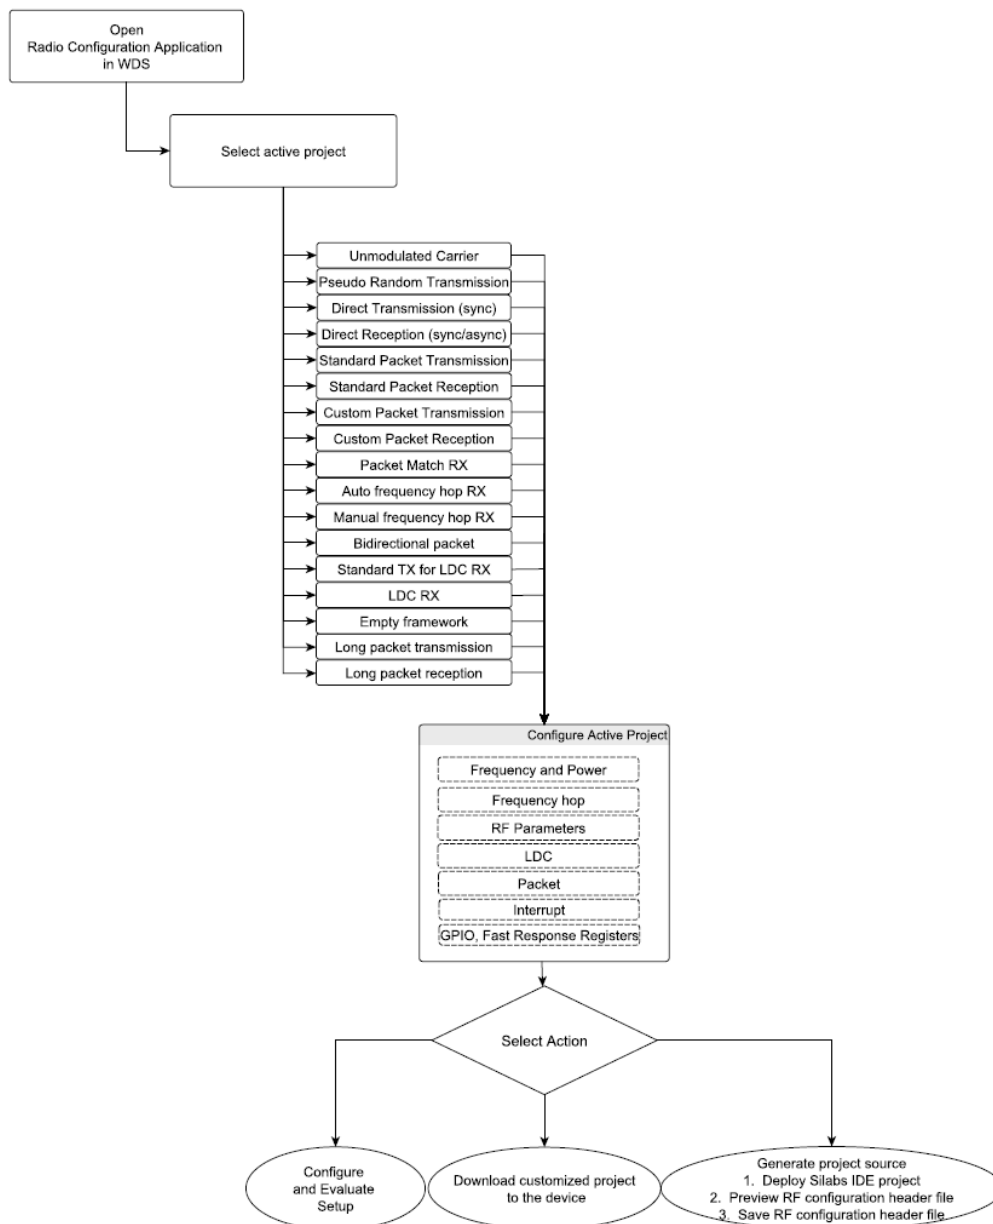 Open
Radio Configuration Application
in WDS
Select active project
Unmodulated Carrier
Pseudo Random Transmission
Direct Transmission (sync)
Direct Reception (sync/async)
Standard Packet Transmission
Standard Packet Reception
Custom Packet Transmission
Custom Packet Reception
Packet Match RX
Auto frequency hop RX
Manual frequency hop RX
Bidirectional packet
Standard TX for LDC RX
LDC RX
Empty framework
Long packet transmission
Long packet reception
Configure Active Project
Frequency and Power
Frequency hop
RF Parameters
LDC
Packet
Interrupt
GPIO, Fast Response Registers
Select Action
Configure
and Evaluate
Setup
Download customized project
to the device
Generate project source
1. Deploy Silabs IDE project
2. Preview RF configuration header file
3. Save RF configuration header file